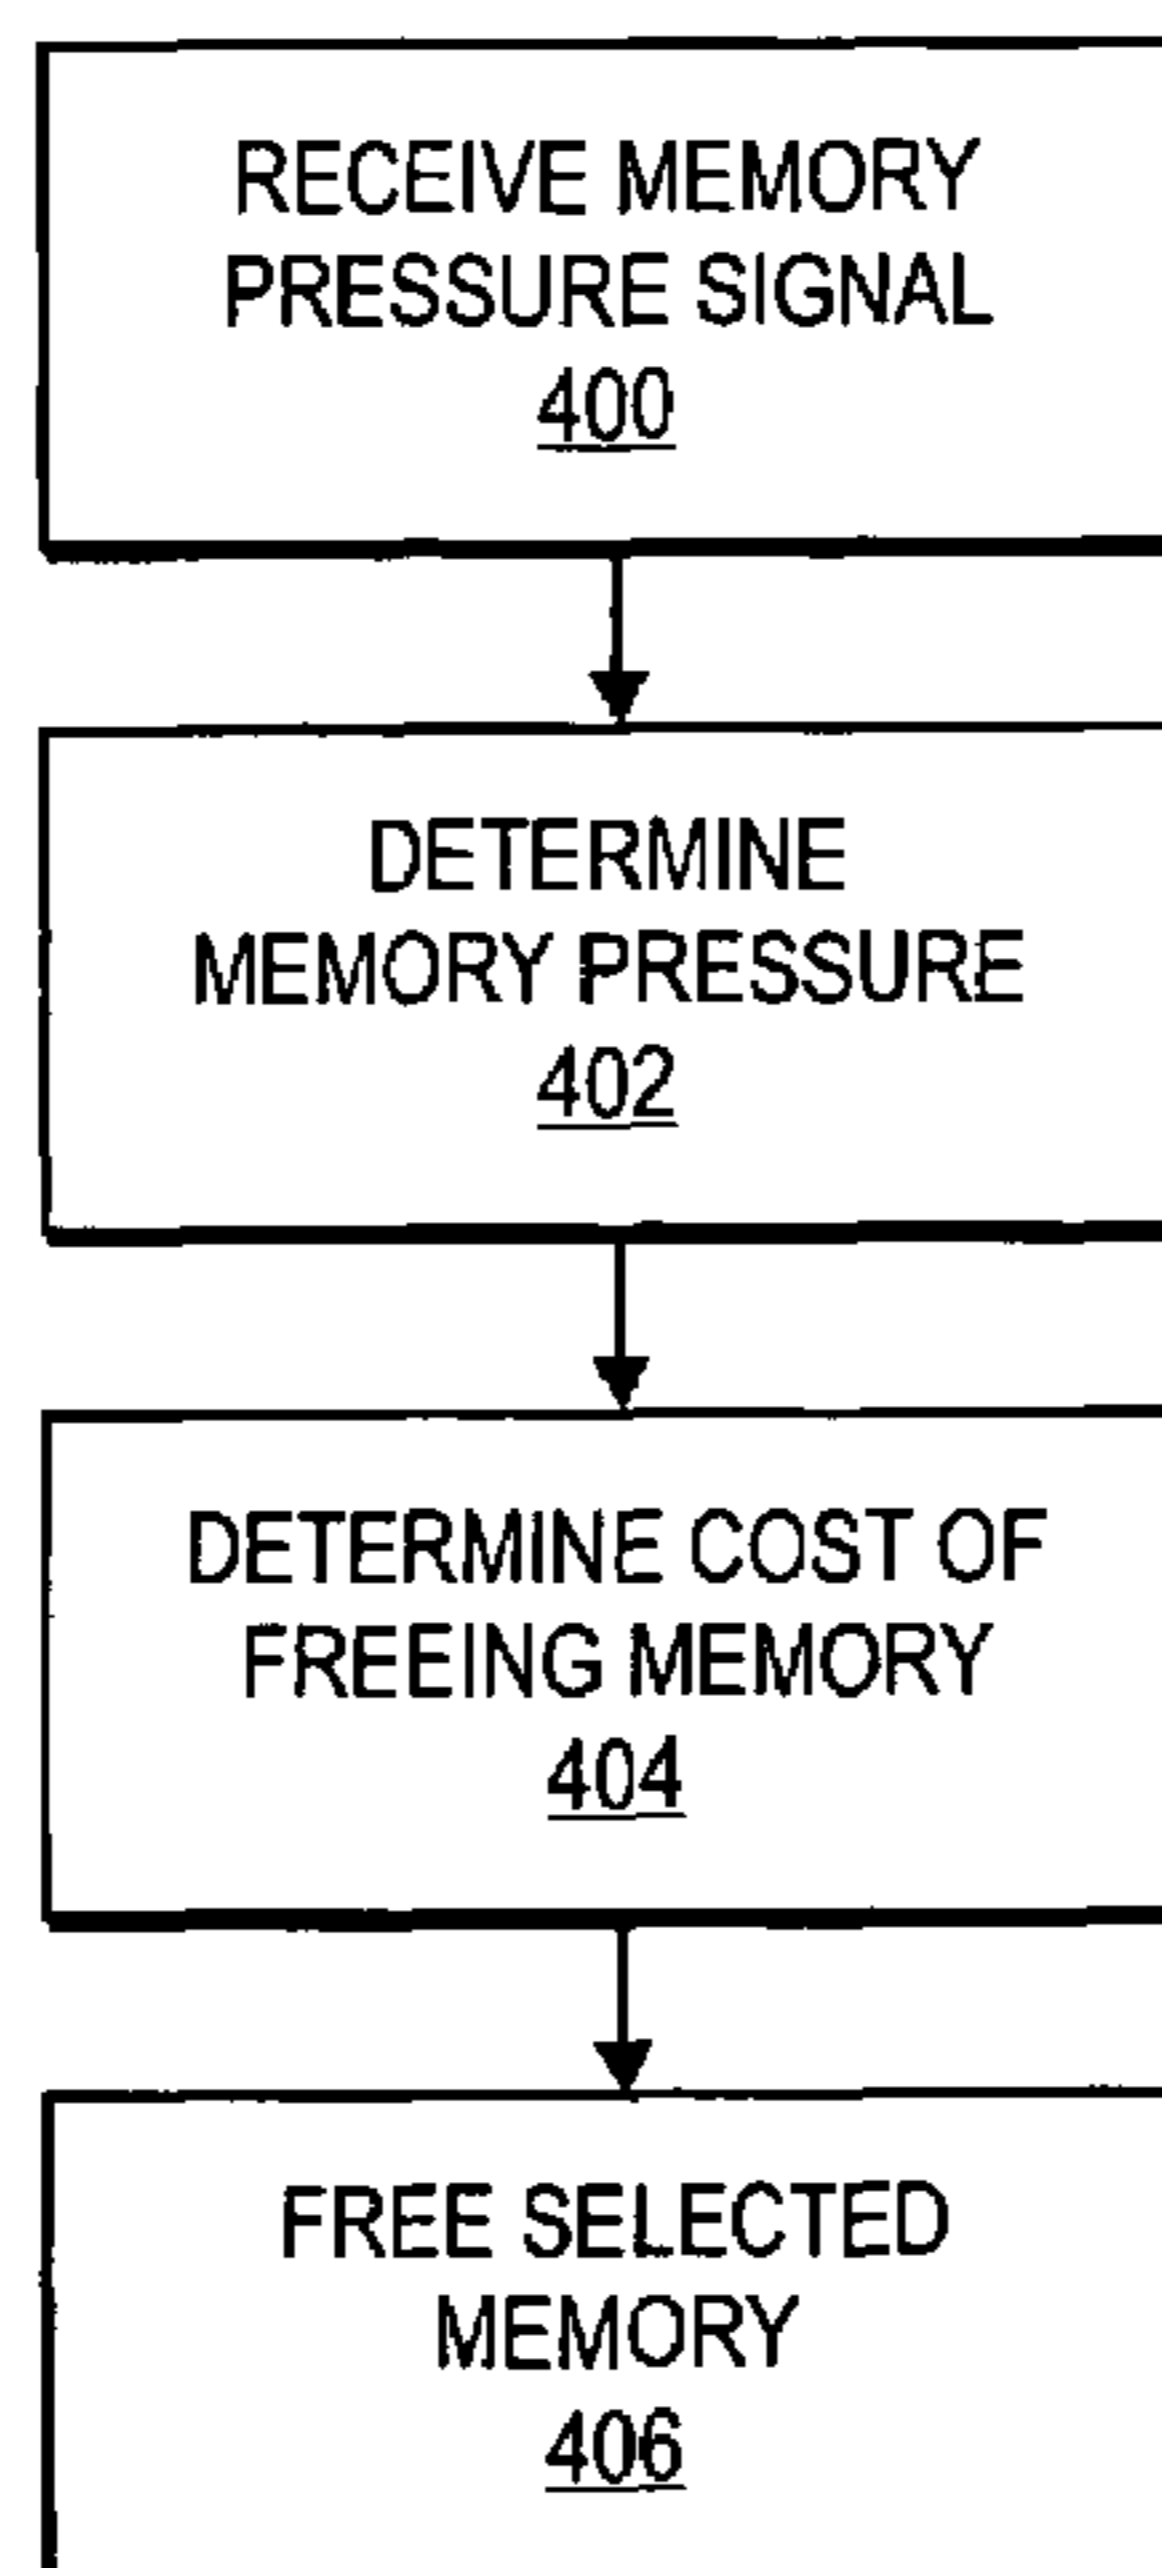 RECEIVE MEMORY
PRESSURE SIGNAL
400
DETERMINE
MEMORY PRESSURE
402
DETERMINE COST OF
FREEING MEMORY
404
FREE SELECTED
MEMORY
406